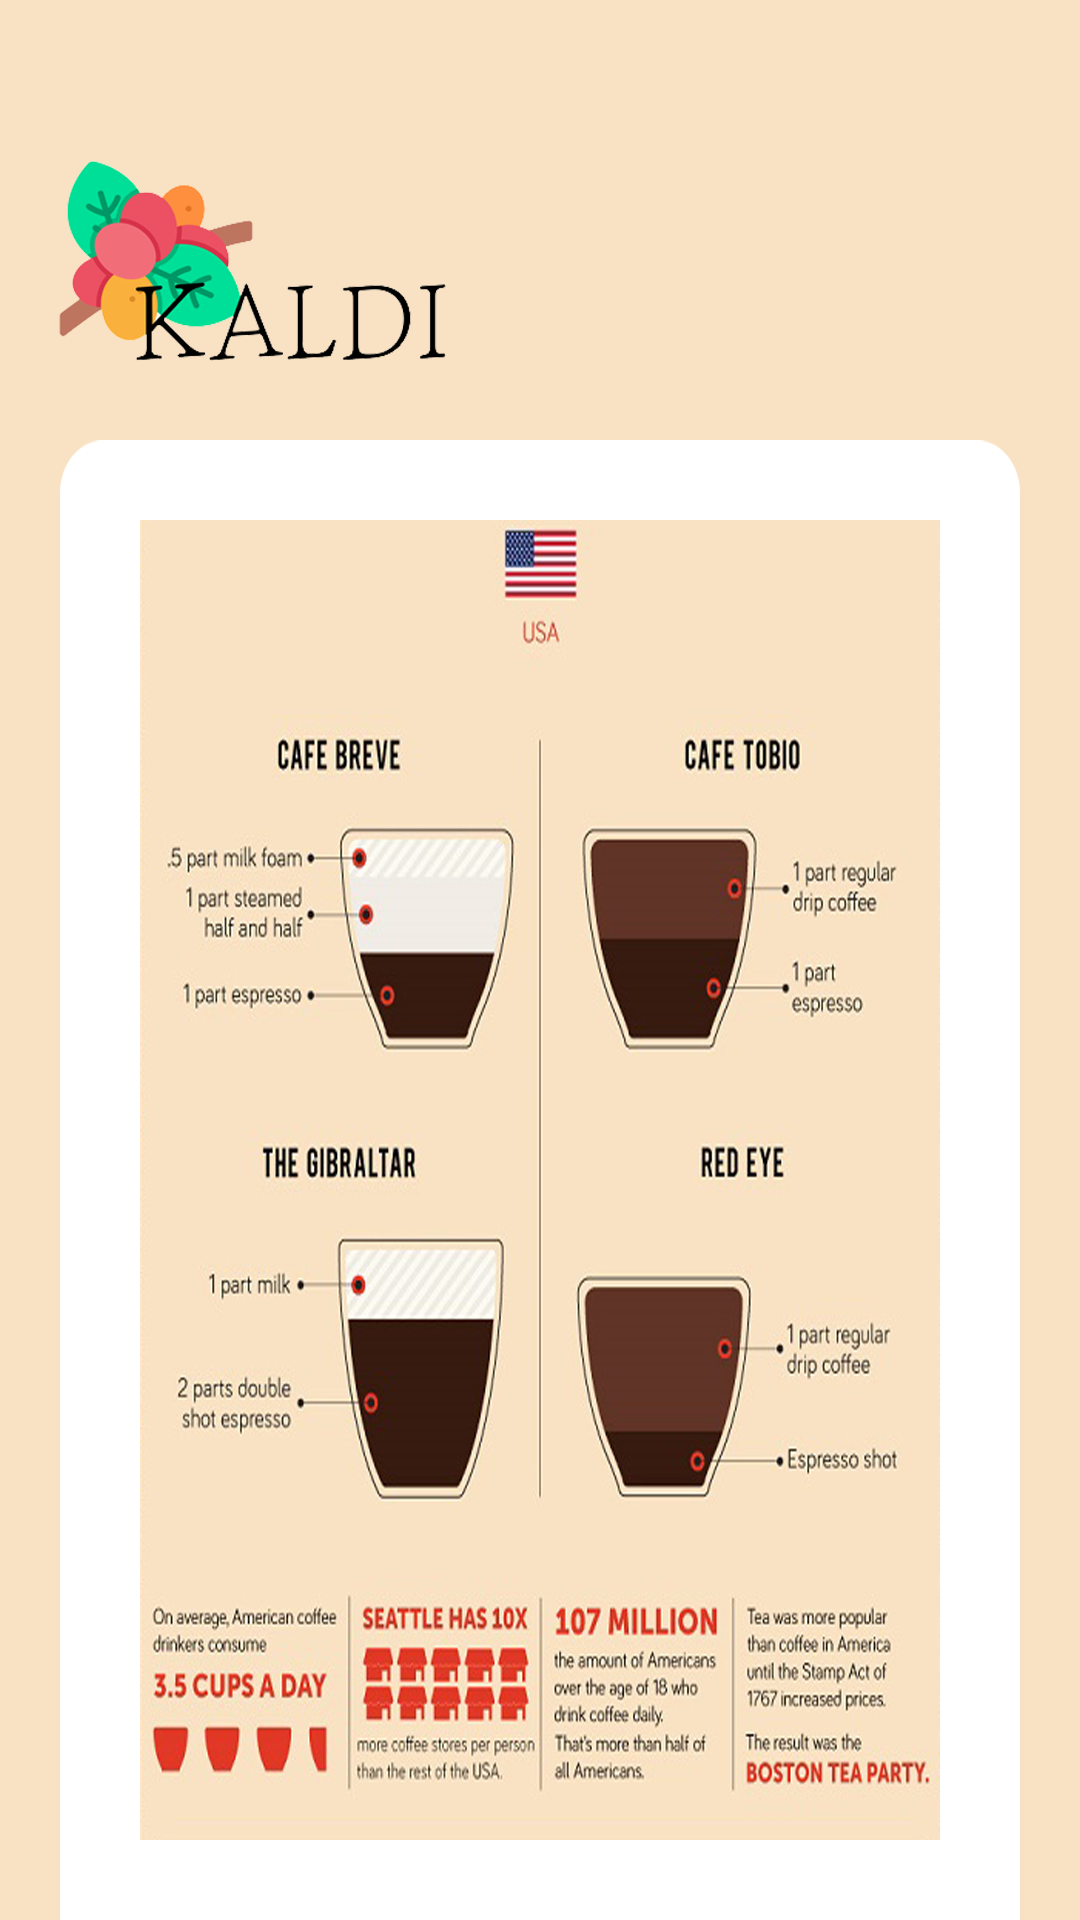 KALDI
USA
CAFE BREVE
.5 part milk foam
1 part steamed
half and half
1 part espresso
CAFE TOBIO
1 part regular
drip coffee
1 part
espresso
THE GIBRALTAR
1 part milk
2 parts double
shot espresso
RED EYE
1 part regular
drip coffee
Espresso shot
On average, American coffee
drinkers consume
3.5 CUPS A DAY
SEATTLE HAS 10X
more coffee stores per person
than the rest of the USA.
107 MILLION
the amount of Americans
over the age of 18 who
drink coffee daily.
That's more than half of
all Americans.
Tea was more popular
than coffee in America
until the Stamp Act of
1767 increased prices.
The result was the
BOSTON TEA PARTY.